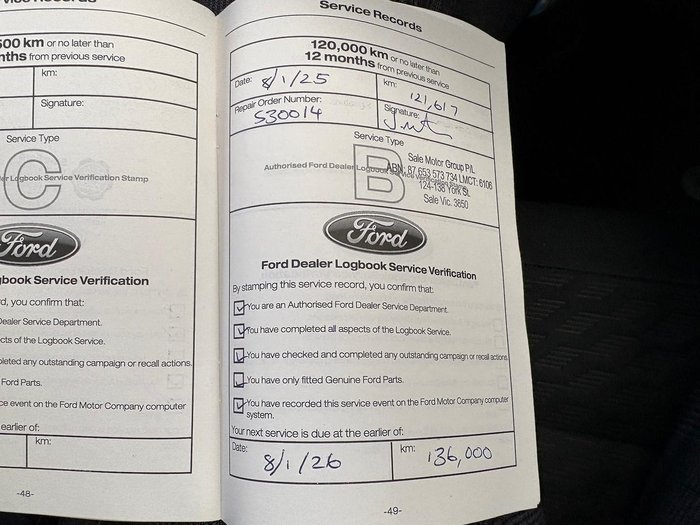 Service Records
500 km or no later than
nths from previous service
km:
Signature:
Service Type
C
er Logbook Service Verification Stamp
Ford
gbook Service Verification
d, you confirm that:
Dealer Service Department.
cts of the Logbook Service.
pleted any outstanding campaign or recall actions.
Ford Parts.
ce event on the Ford Motor Company computer
earlier of:
km:
-48-
Service Records
120,000 km or no later than
12 months from previous service
Date: 8/1/25
km: 121,617
Repair Order Number:
S30014
Signature:
Service Type
B
Authorised Ford Dealer Logbook Service Verification Stamp
Sale Motor Group P/L
ABN: 87 653 573 734 LMCT: 6106
124-138 York St.
Sale Vic. 3850
Ford
Ford Dealer Logbook Service Verification
By stamping this service record, you confirm that:
You are an Authorised Ford Dealer Service Department.
You have completed all aspects of the Logbook Service.
You have checked and completed any outstanding campaign or recall actions
You have only fitted Genuine Ford Parts.
You have recorded this service event on the Ford Motor Company computer
system.
Your next service is due at the earlier of:
Date: 8/1/26
km: 136,000
-49-